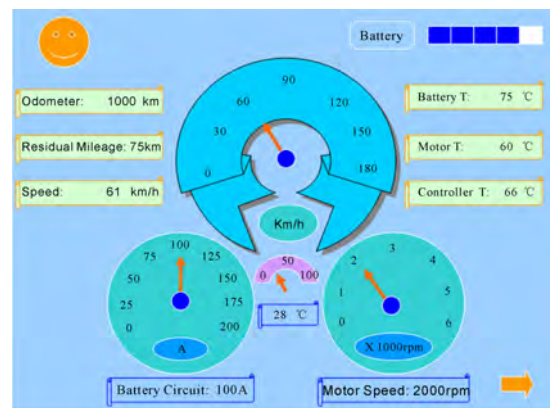 Battery
Odometer: 1000 km
Residual Mileage: 75km
Speed: 61 km/h
0
30
60
90
120
150
180
Km/h
Battery T: 75 ℃
Motor T: 60 ℃
Controller T: 66 ℃
0
25
50
75
100
125
150
175
200
A
Battery Circuit: 100A
0
50
100
28 ℃
0
1
2
3
4
5
6
X 1000rpm
Motor Speed: 2000rpm